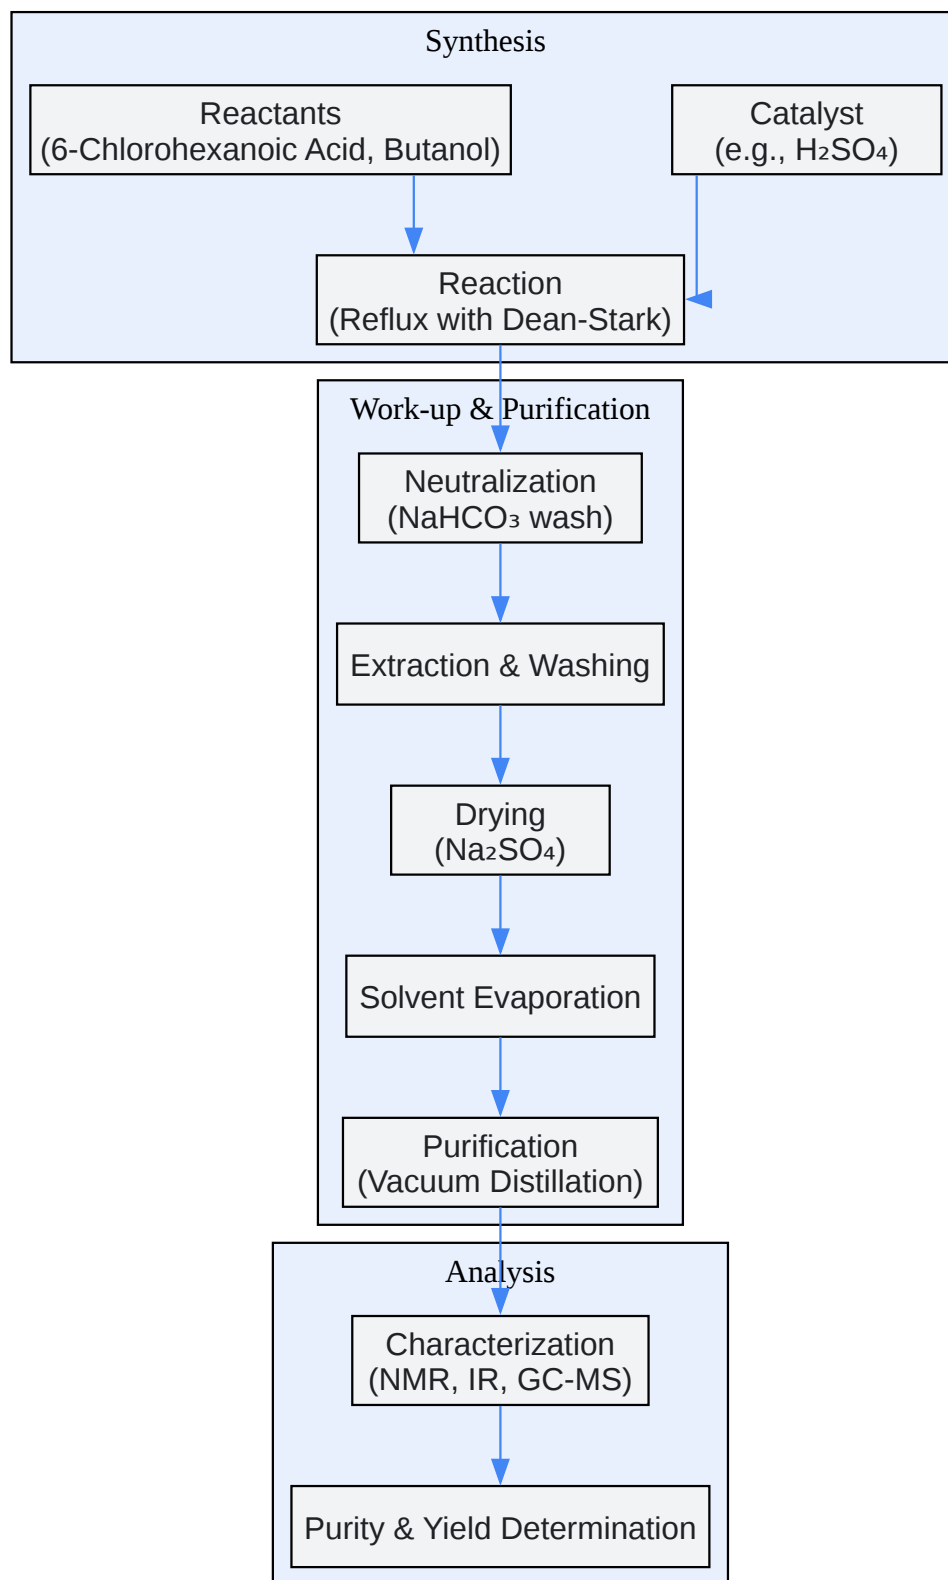 Synthesis
Reactants
(6-Chlorohexanoic Acid, Butanol)
Catalyst
(e.g., H₂SO₄)
Reaction
(Reflux with Dean-Stark)
Work-up & Purification
Neutralization
(NaHCO₃ wash)
Extraction & Washing
Drying
(Na₂SO₄)
Solvent Evaporation
Purification
(Vacuum Distillation)
Analysis
Characterization
(NMR, IR, GC-MS)
Purity & Yield Determination